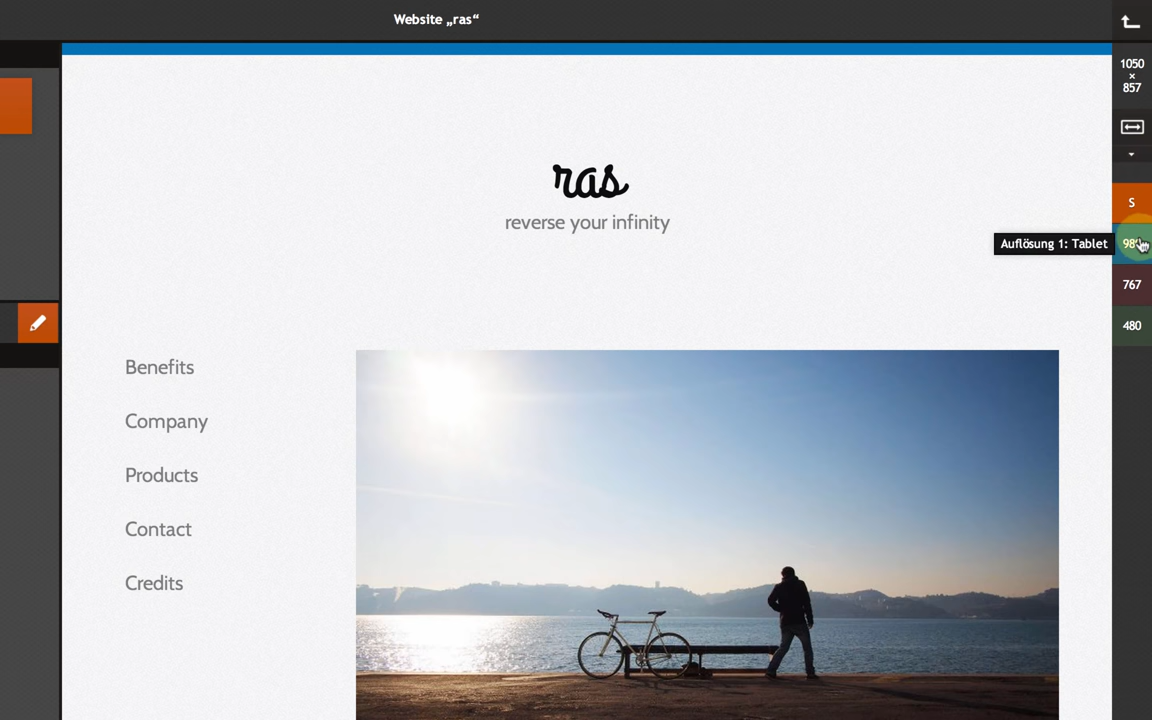 Website „ras“
1050
×
857
S
Auflösung 1: Tablet
767
480
ras
reverse your infinity
Benefits
Company
Products
Contact
Credits